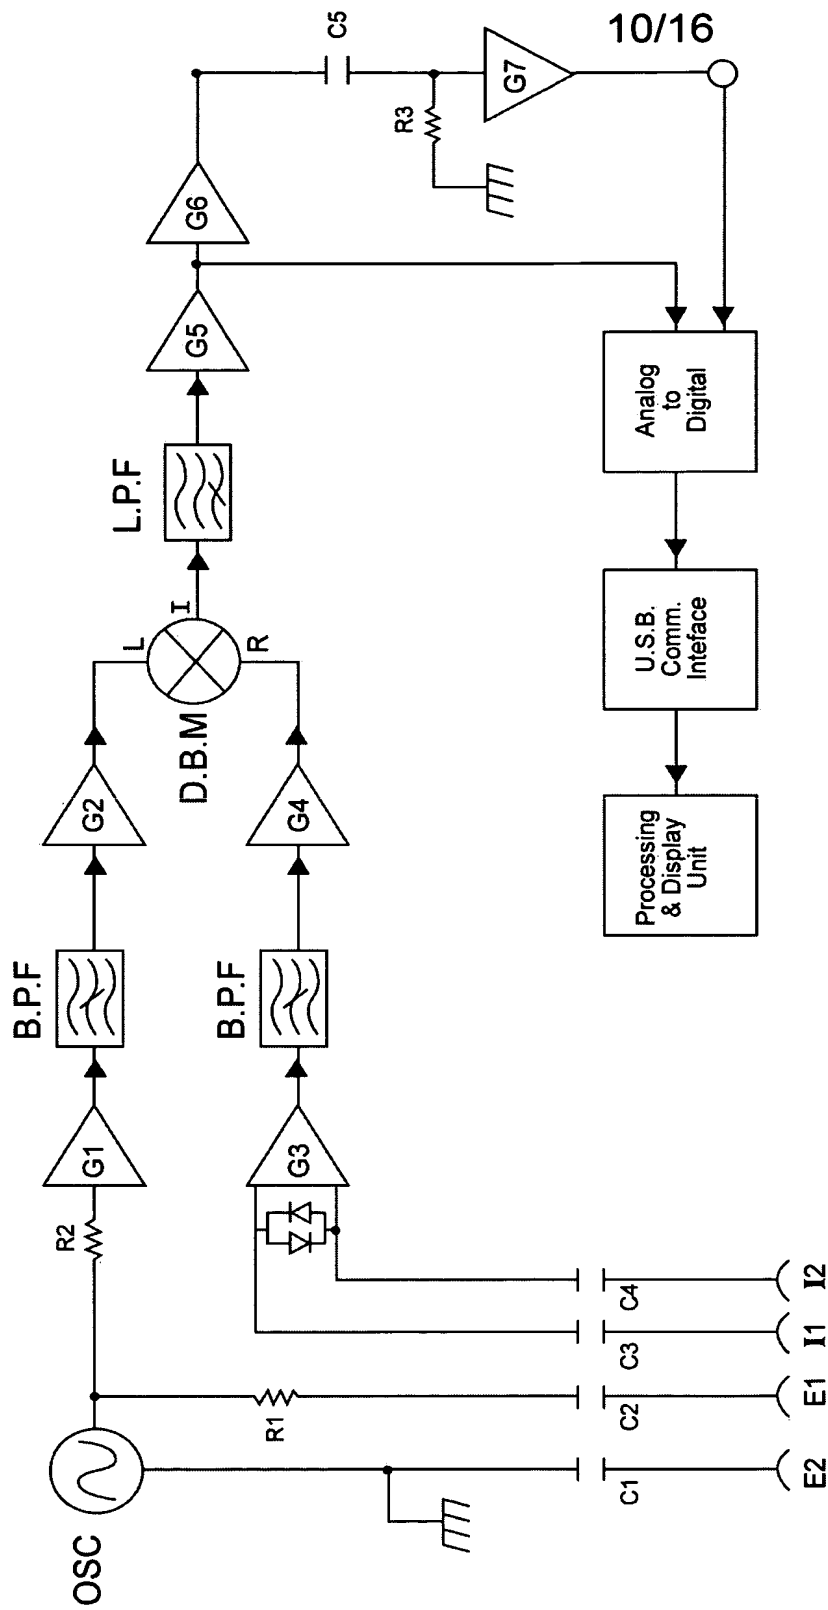 10/16
OSC
R2
G1
B.P.F
G2
L
D.B.M
I
R
L.P.F
G5
G6
C5
R3
G7
G3
B.P.F
G4
R1
C1
C2
C3
C4
E2
E1
I1
I2
Processing
& Display
Unit
U.S.B.
Comm.
Inteface
Analog
to
Digital